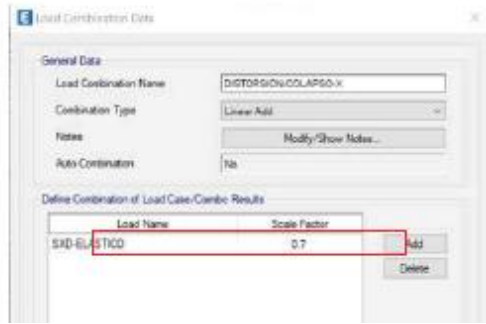 E Load Combination Data
General Data
Load Combination Name DISTORSION-COLAPSO-X
Combination Type Linear Add
Notes Modify/Show Notes...
Auto Combination No
Define Combination of Load Case/Combo Results
Load Name Scale Factor
SXD-ELASTICO 0.7 Add
Delete